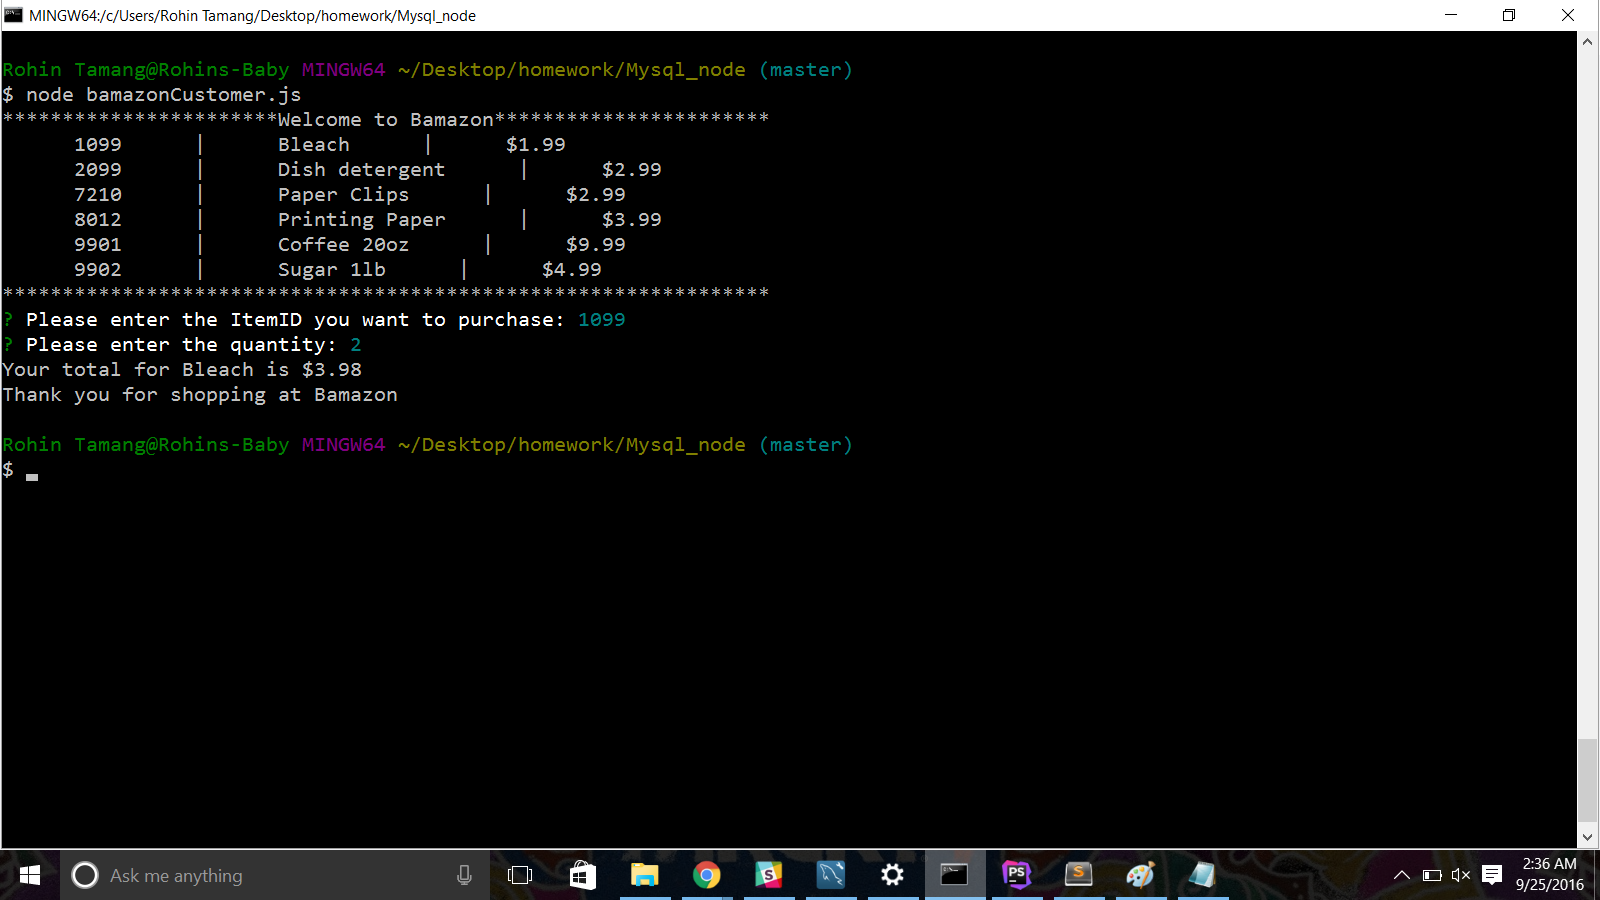 MINGW64:/c/Users/Rohin Tamang/Desktop/homework/Mysql_node
Rohin Tamang@Rohins-Baby MINGW64 ~/Desktop/homework/Mysql_node (master)
$ node bamazonCustomer.js
***********************Welcome to Bamazon***********************
1099 | Bleach | $1.99
2099 | Dish detergent | $2.99
7210 | Paper Clips | $2.99
8012 | Printing Paper | $3.99
9901 | Coffee 20oz | $9.99
9902 | Sugar 1lb | $4.99
****************************************************************
? Please enter the ItemID you want to purchase: 1099
? Please enter the quantity: 2
Your total for Bleach is $3.98
Thank you for shopping at Bamazon
Rohin Tamang@Rohins-Baby MINGW64 ~/Desktop/homework/Mysql_node (master)
$
Ask me anything
S
PS
S
2:36 AM
9/25/2016